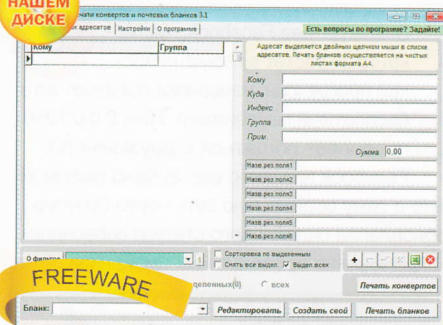 НАШЕМ
ДИСКЕ
печати конвертов и почтовых бланков 3.1
адресатов Настройки О программе
Есть вопросы по программе? Задайте!
Кому Группа
Адресат выделяется двойных щелчком мыши в списке
адресатов. Печать бланков осуществляется на чистых
листах формата А4.
Кому
Куда
Индекс
Группа
Прим.
Сумма 0,00
Назв.рез.поля1
Назв.рез.поля2
Назв.рез.поля3
Назв.рез.поля4
Назв.рез.поля5
Назв.рез.поля6
О фильтре
Сортировка по выделенным
Снять все выдел. Выдел.всех
FREEWARE
всех
Печать конвертов
Бланк:
Редактировать Создать свой Печать бланков